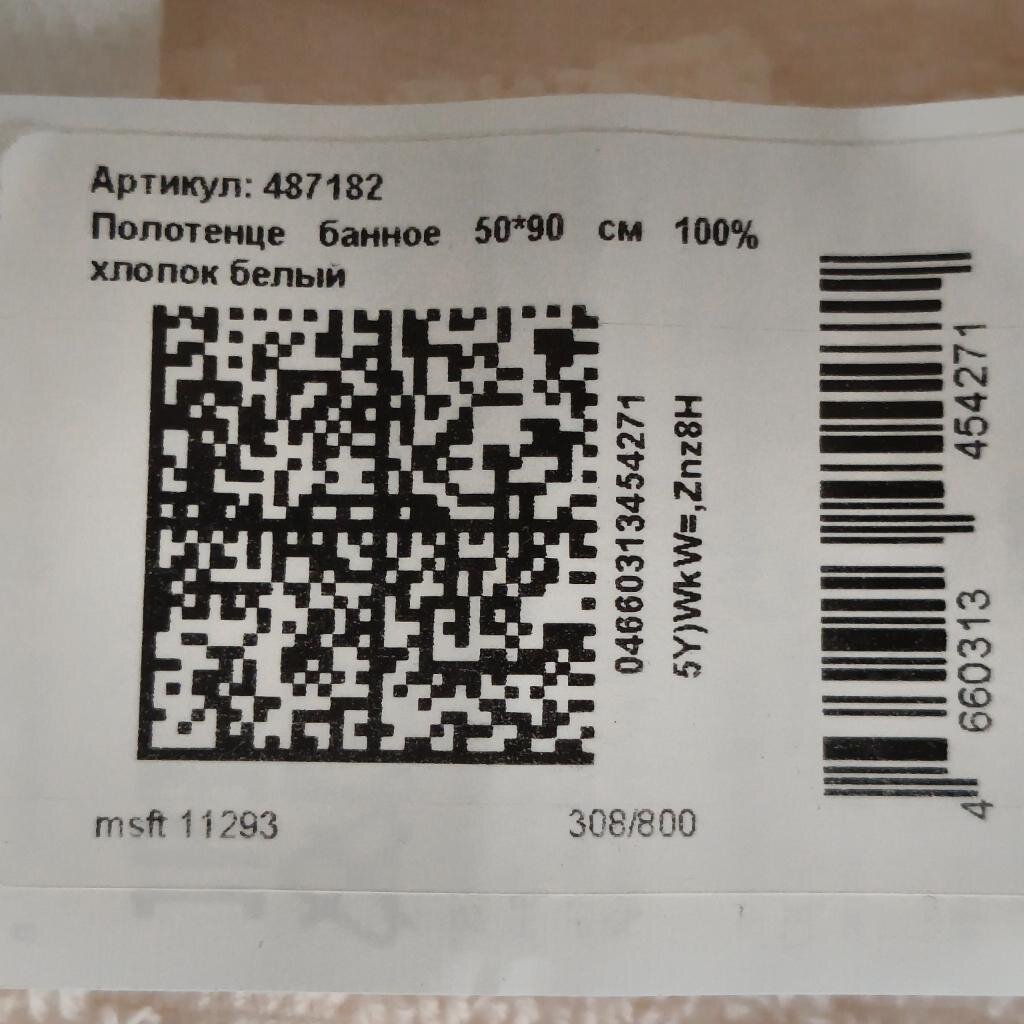 Артикул: 487182
Полотенце банное 50*90 см 100%
хлопок белый
04660313454271
5Y)WkW=,Znz8H
4 660313 454271
msft 11293
308/800